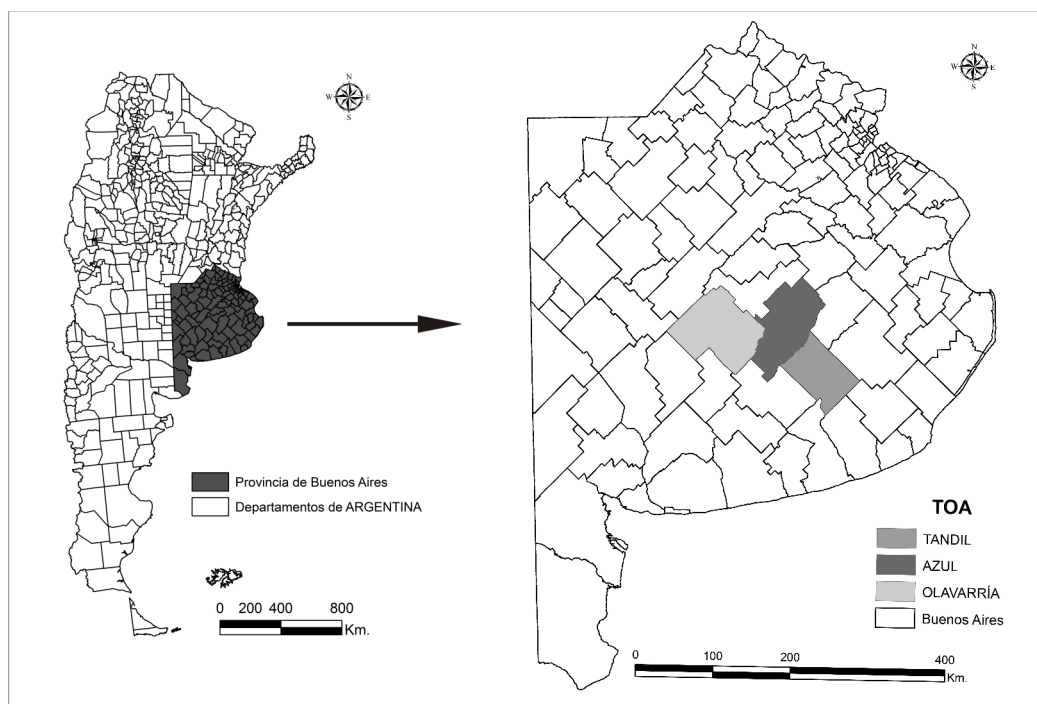 N
W E
S
Provincia de Buenos Aires
Departamentos de ARGENTINA
0 200 400 800
Km.
N
W E
S
TOA
TANDIL
AZUL
OLAVARRÍA
Buenos Aires
0 100 200 400
Km.